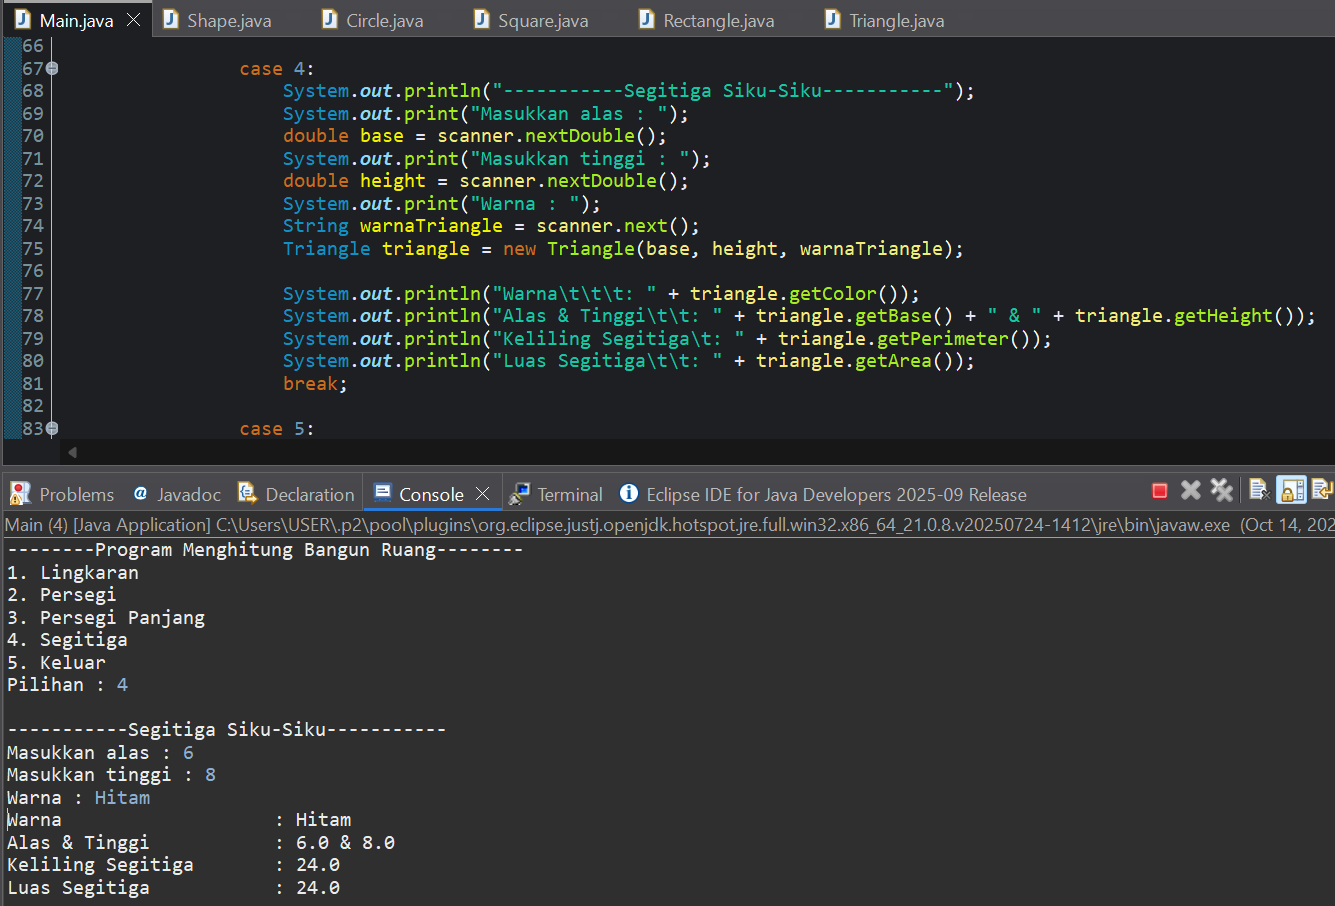 Main.java Shape.java Circle.java Square.java Rectangle.java Triangle.java
66
67 case 4:
68 System.out.println("-----------Segitiga Siku-Siku-----------");
69 System.out.print("Masukkan alas : ");
70 double base = scanner.nextDouble();
71 System.out.print("Masukkan tinggi : ");
72 double height = scanner.nextDouble();
73 System.out.print("Warna : ");
74 String warnaTriangle = scanner.next();
75 Triangle triangle = new Triangle(base, height, warnaTriangle);
76
77 System.out.println("Warna\t\t\t: " + triangle.getColor());
78 System.out.println("Alas & Tinggi\t\t: " + triangle.getBase() + " & " + triangle.getHeight());
79 System.out.println("Keliling Segitiga\t: " + triangle.getPerimeter());
80 System.out.println("Luas Segitiga\t\t: " + triangle.getArea());
81 break;
82
83 case 5:
Problems @ Javadoc Declaration Console Terminal Eclipse IDE for Java Developers 2025-09 Release
Main (4) [Java Application] C:\Users\USER\.p2\pool\plugins\org.eclipse.justj.openjdk.hotspot.jre.full.win32.x86_64_21.0.8.v20250724-1412\jre\bin\javaw.exe (Oct 14, 202
--------Program Menghitung Bangun Ruang--------
1. Lingkaran
2. Persegi
3. Persegi Panjang
4. Segitiga
5. Keluar
Pilihan : 4
-----------Segitiga Siku-Siku-----------
Masukkan alas : 6
Masukkan tinggi : 8
Warna : Hitam
Warna : Hitam
Alas & Tinggi : 6.0 & 8.0
Keliling Segitiga : 24.0
Luas Segitiga : 24.0